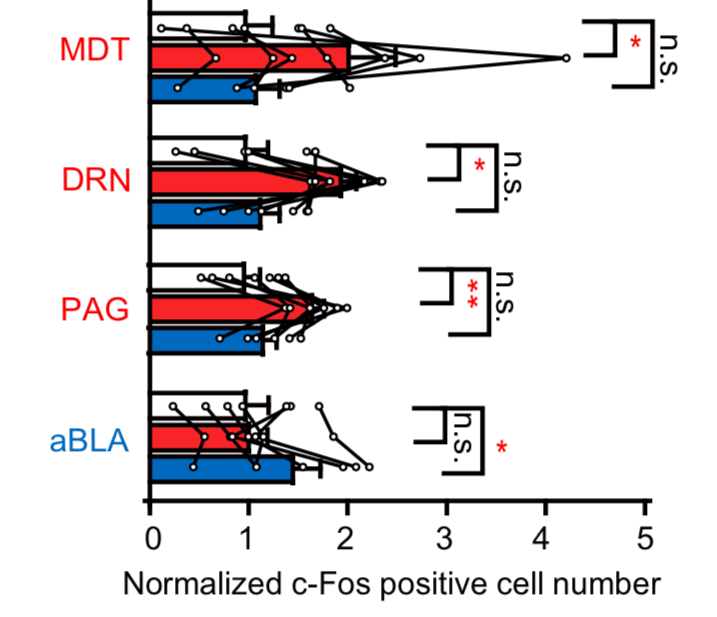 MDT
*
n.s.
DRN
*
n.s.
PAG
**
n.s.
aBLA
n.s.
*
0 1 2 3 4 5
Normalized c-Fos positive cell number